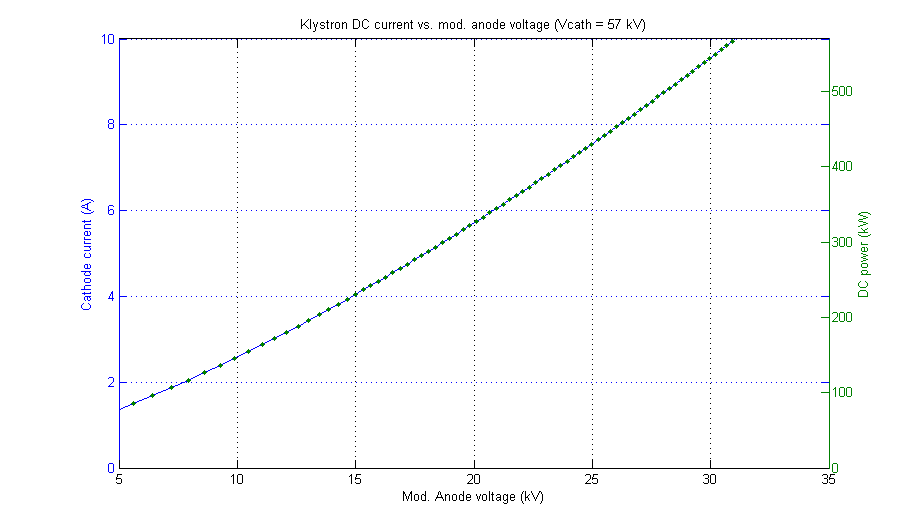 Klystron DC current vs. mod. anode voltage (Vcath = 57 kV)
10
8
6
4
2
0
Cathode current (A)
500
400
300
200
100
0
DC power (kW)
5 10 15 20 25 30 35
Mod. Anode voltage (kV)